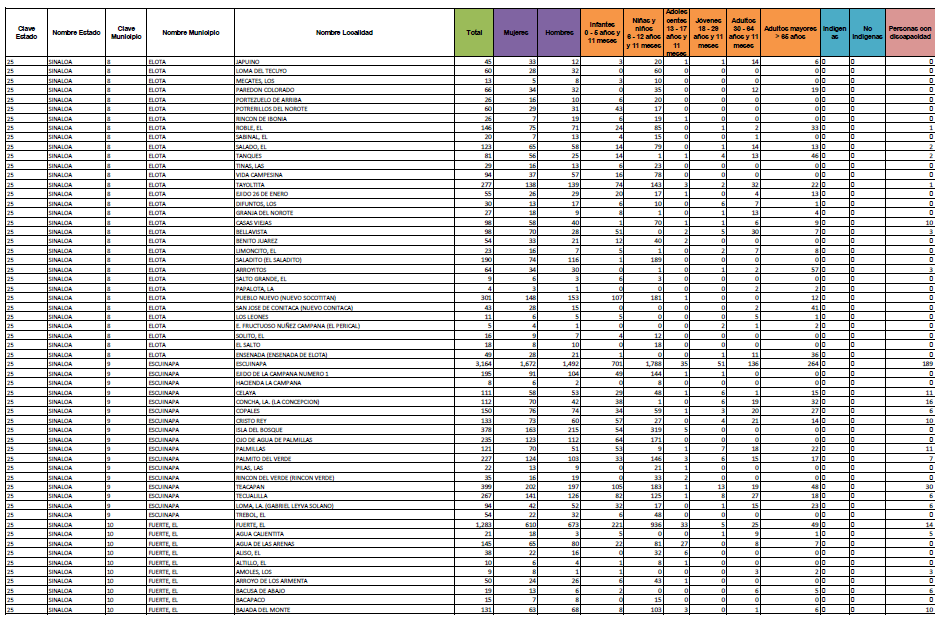 Clave Estado Nombre Estado Clave Municipio Nombre Municipio Nombre Localidad Total Mujeres Hombres Infantes 0 - 5 años y 11 meses Niñas y niños 6 - 12 años y 11 meses Adolescentes 13 - 17 años y 11 meses Jóvenes 18 - 29 años y 11 meses Adultos 30 - 64 años y 11 meses Adultos mayores > 65 años Indigenas No Indigenas Personas con discapacidad
25 SINALOA 8 ELOTA JAPUINO 45 33 12 3 20 1 1 14 6 0 0 0
25 SINALOA 8 ELOTA LOMA DEL TECUYO 60 28 32 0 60 0 0 0 0 0 0 0
25 SINALOA 8 ELOTA MECATES, LOS 13 5 8 3 10 0 0 0 0 0 0 0
25 SINALOA 8 ELOTA PAREDON COLORADO 66 34 32 0 35 0 0 12 19 0 0 0
25 SINALOA 8 ELOTA PORTEZUELO DE ARRIBA 26 16 10 6 20 0 0 0 0 0 0 0
25 SINALOA 8 ELOTA POTRERILLOS DEL NOROTE 60 29 31 43 17 0 0 0 0 0 0 0
25 SINALOA 8 ELOTA RINCON DE IBONIA 26 7 19 6 19 1 0 0 0 0 0 0
25 SINALOA 8 ELOTA ROBLE, EL 146 75 71 24 85 0 1 2 33 0 0 1
25 SINALOA 8 ELOTA SABINAL, EL 20 7 13 4 15 0 0 1 0 0 0 0
25 SINALOA 8 ELOTA SALADO, EL 123 65 58 14 79 0 1 14 13 0 0 2
25 SINALOA 8 ELOTA TANQUES 81 56 25 14 1 1 4 13 46 0 0 2
25 SINALOA 8 ELOTA TINAS, LAS 29 16 13 6 23 0 0 0 0 0 0 0
25 SINALOA 8 ELOTA VIDA CAMPESINA 94 37 57 16 78 0 0 0 0 0 0 0
25 SINALOA 8 ELOTA TAYOLTITA 277 138 139 74 143 3 2 32 22 0 0 1
25 SINALOA 8 ELOTA EJIDO 26 DE ENERO 55 26 29 20 17 1 0 4 13 0 0 0
25 SINALOA 8 ELOTA DIFUNTOS, LOS 30 13 17 6 10 0 6 7 1 0 0 0
25 SINALOA 8 ELOTA GRANJA DEL NOROTE 27 18 9 8 1 0 1 13 4 0 0 0
25 SINALOA 8 ELOTA CASAS VIEJAS 98 58 40 1 70 1 1 6 9 0 0 10
25 SINALOA 8 ELOTA BELLAVISTA 98 70 28 51 0 2 5 30 7 0 0 3
25 SINALOA 8 ELOTA BENITO JUAREZ 54 33 21 12 40 2 0 0 0 0 0 0
25 SINALOA 8 ELOTA LIMONCITO, EL 23 16 7 5 1 0 2 7 8 0 0 0
25 SINALOA 8 ELOTA SALADITO (EL SALADITO) 190 74 116 1 189 0 0 0 0 0 0 0
25 SINALOA 8 ELOTA ARROYITOS 64 34 30 0 1 0 1 2 57 0 0 3
25 SINALOA 8 ELOTA SALTO GRANDE, EL 9 6 3 6 3 0 0 0 0 0 0 0
25 SINALOA 8 ELOTA PAPALOTA, LA 4 3 1 0 0 0 0 2 2 0 0 0
25 SINALOA 8 ELOTA PUEBLO NUEVO (NUEVO SOCOTITAN) 301 148 153 107 181 1 0 0 12 0 0 0
25 SINALOA 8 ELOTA SAN JOSE DE CONITACA (NUEVO CONITACA) 43 28 15 0 0 0 0 2 41 0 0 0
25 SINALOA 8 ELOTA LOS LEONES 11 6 5 5 0 0 0 5 1 0 0 0
25 SINALOA 8 ELOTA E. FRUCTUOSO NUÑEZ CAMPANA (EL PERICAL) 5 4 1 0 0 0 2 1 2 0 0 0
25 SINALOA 8 ELOTA SOLITO, EL 16 9 7 4 12 0 0 0 0 0 0 0
25 SINALOA 8 ELOTA EL SALTO 18 8 10 0 18 0 0 0 0 0 0 0
25 SINALOA 8 ELOTA ENSENADA (ENSENADA DE ELOTA) 49 28 21 1 0 0 1 11 36 0 0 0
25 SINALOA 9 ESCUINAPA ESCUINAPA 3,164 1,672 1,492 701 1,788 35 51 136 264 0 0 189
25 SINALOA 9 ESCUINAPA EJIDO DE LA CAMPANA NUMERO 1 195 91 104 49 144 1 1 0 0 0 0 0
25 SINALOA 9 ESCUINAPA HACIENDA LA CAMPANA 8 6 2 0 8 0 0 0 0 0 0 0
25 SINALOA 9 ESCUINAPA CELAYA 111 58 53 29 48 1 6 1 15 0 0 11
25 SINALOA 9 ESCUINAPA CONCHA, LA. (LA CONCEPCION) 112 70 42 38 1 0 6 19 32 0 0 16
25 SINALOA 9 ESCUINAPA COPALES 150 76 74 34 59 1 3 20 27 0 0 6
25 SINALOA 9 ESCUINAPA CRISTO REY 133 73 60 57 27 0 4 21 14 0 0 10
25 SINALOA 9 ESCUINAPA ISLA DEL BOSQUE 378 163 215 54 319 5 0 0 0 0 0 0
25 SINALOA 9 ESCUINAPA OJO DE AGUA DE PALMILLAS 235 123 112 64 171 0 0 0 0 0 0 0
25 SINALOA 9 ESCUINAPA PALMILLAS 121 70 51 53 9 1 7 18 22 0 0 11
25 SINALOA 9 ESCUINAPA PALMITO DEL VERDE 227 124 103 33 146 3 6 15 17 0 0 7
25 SINALOA 9 ESCUINAPA PILAS, LAS 22 13 9 0 21 1 0 0 0 0 0 0
25 SINALOA 9 ESCUINAPA RINCON DEL VERDE (RINCON VERDE) 35 16 19 0 33 2 0 0 0 0 0 0
25 SINALOA 9 ESCUINAPA TEACAPAN 399 202 197 105 183 1 13 19 48 0 0 30
25 SINALOA 9 ESCUINAPA TECUALILLA 267 141 126 82 125 1 8 27 18 0 0 6
25 SINALOA 9 ESCUINAPA LOMA, LA. (GABRIEL LEYVA SOLANO) 94 42 52 32 17 0 1 15 23 0 0 6
25 SINALOA 9 ESCUINAPA TREBOL, EL 54 22 32 6 48 0 0 0 0 0 0 0
25 SINALOA 10 FUERTE, EL FUERTE, EL 1,283 610 673 221 936 33 5 25 49 0 0 14
25 SINALOA 10 FUERTE, EL AGUA CALIENTITA 21 18 3 5 0 0 1 9 1 0 0 5
25 SINALOA 10 FUERTE, EL AGUA DE LAS ARENAS 145 65 80 22 81 27 0 8 7 0 0 0
25 SINALOA 10 FUERTE, EL ALISO, EL 38 22 16 0 32 6 0 0 0 0 0 0
25 SINALOA 10 FUERTE, EL ALTILLO, EL 10 6 4 1 8 1 0 0 0 0 0 0
25 SINALOA 10 FUERTE, EL AMOLES, LOS 9 8 1 1 0 0 0 3 2 0 0 3
25 SINALOA 10 FUERTE, EL ARROYO DE LOS ARMENTA 50 24 26 6 43 1 0 0 0 0 0 0
25 SINALOA 10 FUERTE, EL BACUSA DE ABAJO 19 13 6 2 0 0 0 6 5 0 0 6
25 SINALOA 10 FUERTE, EL BACAPACO 15 7 8 0 15 0 0 0 0 0 0 0
25 SINALOA 10 FUERTE, EL BAJADA DEL MONTE 131 63 68 8 103 3 0 1 6 0 0 10